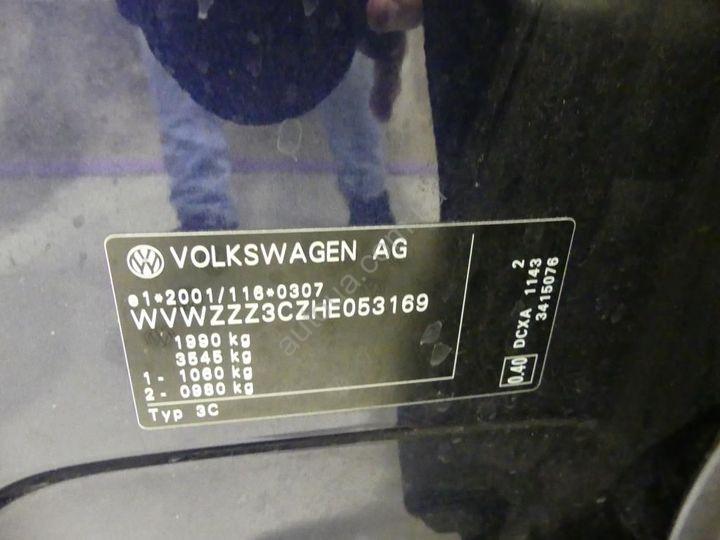 VOLKSWAGEN AG
e1*2001/116*0307
WVWZZZ3CZHE053169
1990 kg
3545 kg
1 - 1060 kg
2 - 0980 kg
Typ 3C
0.40 DCXA 1143 2
3415076